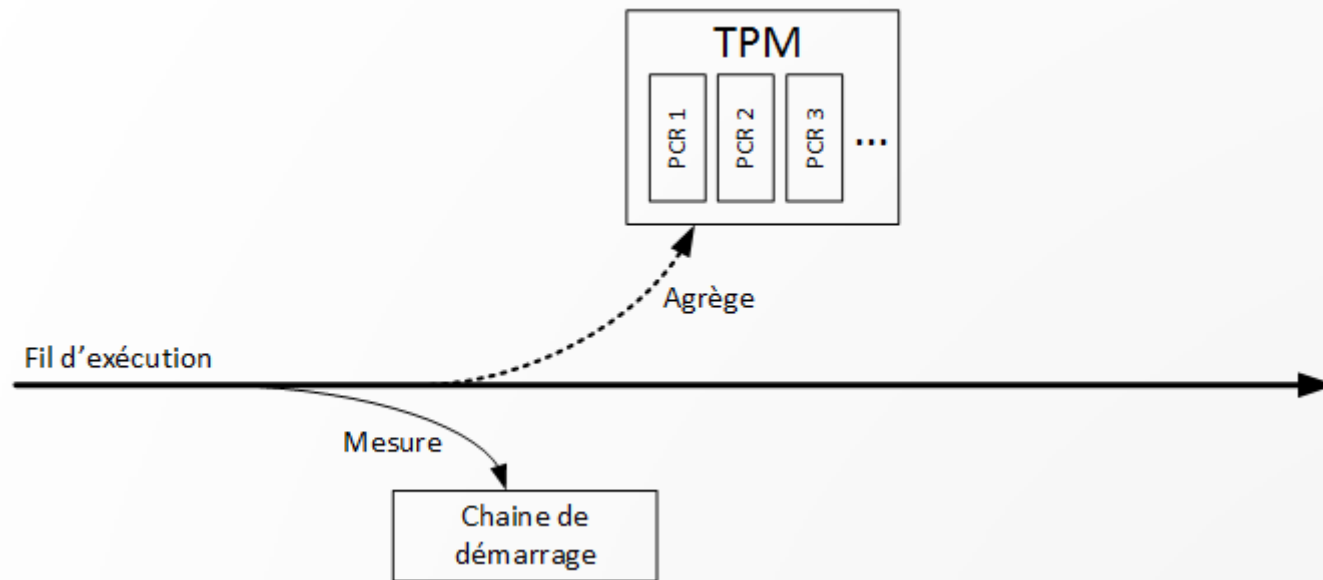 TPM
PCR 1
PCR 2
PCR 3
...
Agrège
Fil d'exécution
Mesure
Chaine de
démarrage